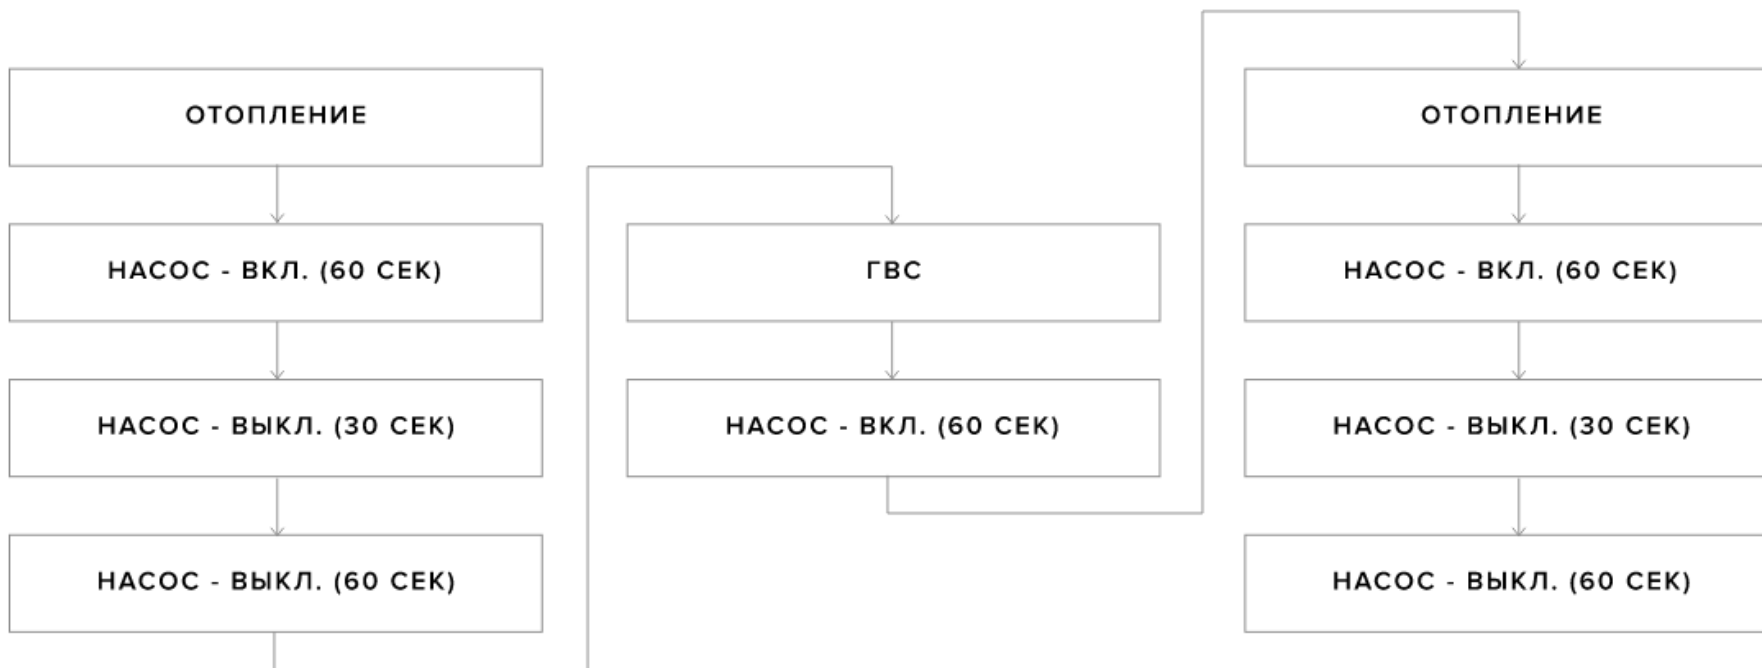 ОТОПЛЕНИЕ
НАСОС - ВКЛ. (60 СЕК)
НАСОС - ВЫКЛ. (30 СЕК)
НАСОС - ВЫКЛ. (60 СЕК)
ГВС
НАСОС - ВКЛ. (60 СЕК)
ОТОПЛЕНИЕ
НАСОС - ВКЛ. (60 СЕК)
НАСОС - ВЫКЛ. (30 СЕК)
НАСОС - ВЫКЛ. (60 СЕК)